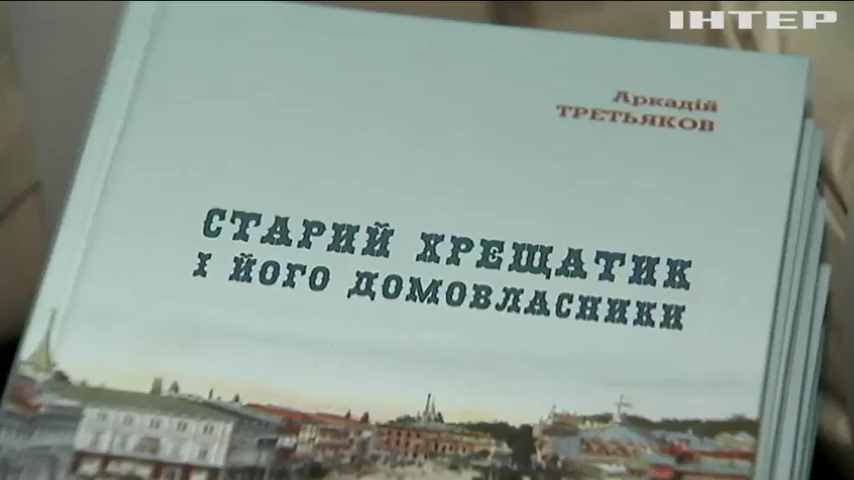 ІНТЕР
Аркадій
ТРЕТЬЯКОВ
СТАРИЙ ХРЕЩАТИК
І ЙОГО ДОМОВЛАСНИКИ